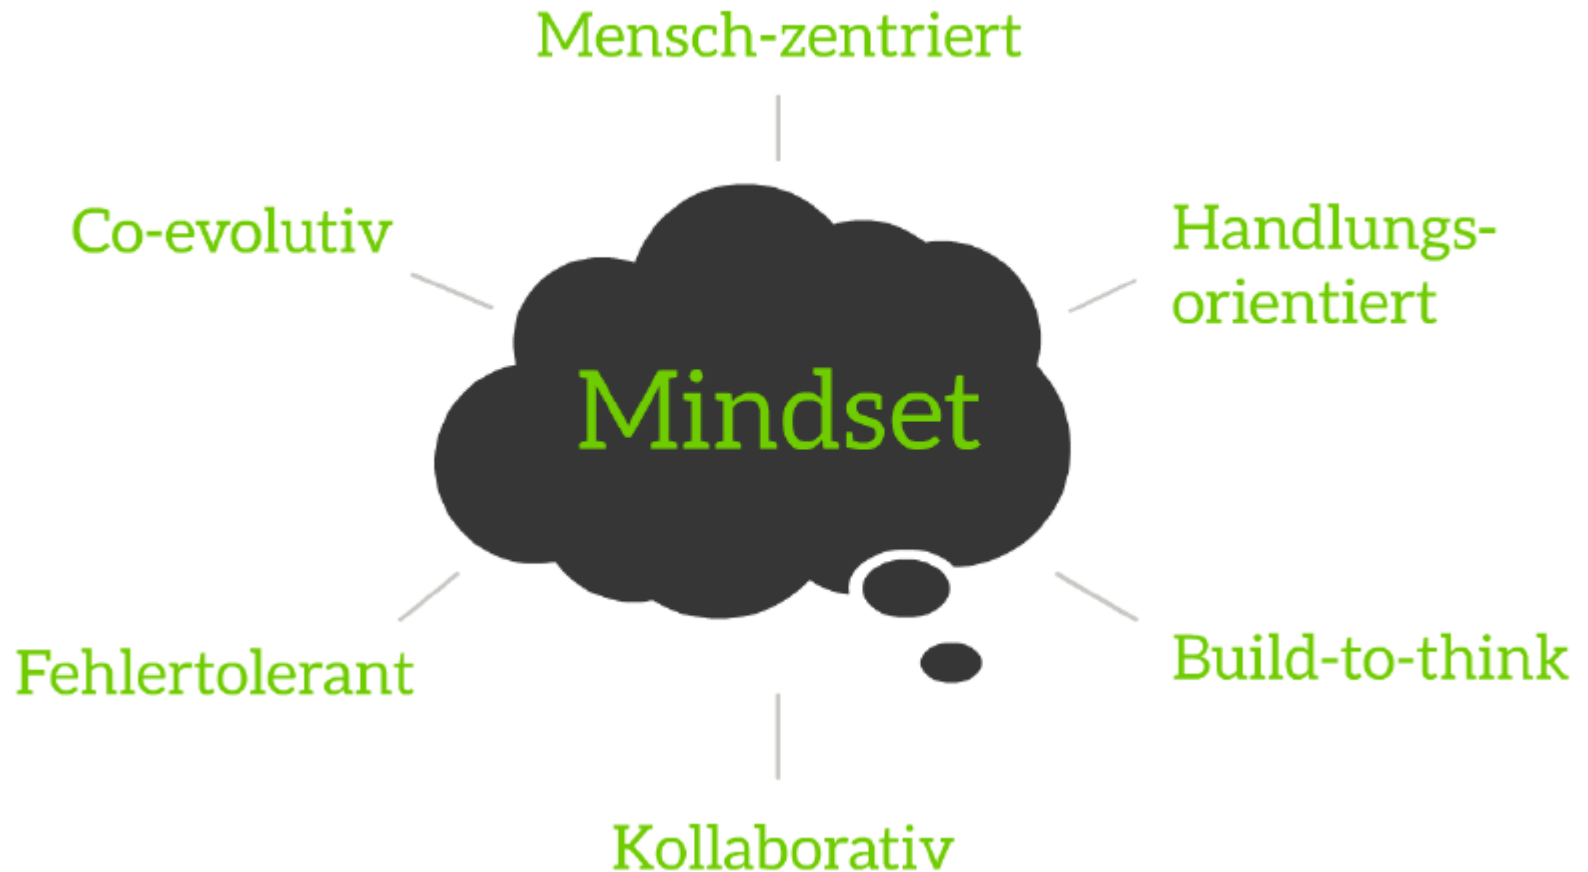 Mensch-zentriert
Co-evolutiv
Handlungs-
orientiert
Mindset
Fehlertolerant
Build-to-think
Kollaborativ